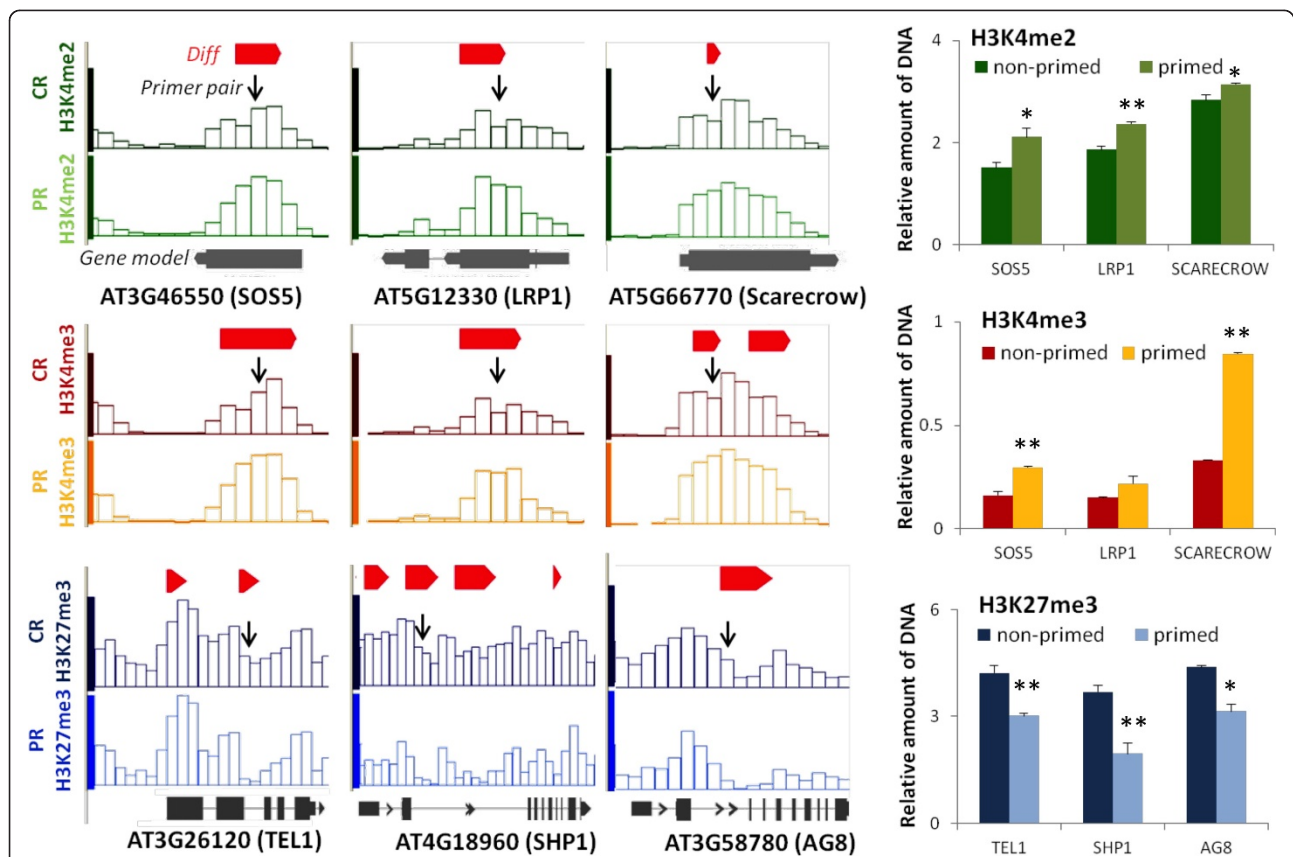 Diff
Primer pair
CR
H3K4me2
PR
H3K4me2
Gene model
AT3G46550 (SOS5)
AT5G12330 (LRP1)
AT5G66770 (Scarecrow)
CR
H3K4me3
PR
H3K4me3
CR
H3K27me3
PR
H3K27me3
AT3G26120 (TEL1)
AT4G18960 (SHP1)
AT3G58780 (AG8)
H3K4me2
non-primed
primed
Relative amount of DNA
4
2
0
*
**
*
SOS5
LRP1
SCARECROW
H3K4me3
non-primed
primed
Relative amount of DNA
1
0.5
0
**
**
SOS5
LRP1
SCARECROW
H3K27me3
non-primed
primed
Relative amount of DNA
6
3
0
**
**
*
TEL1
SHP1
AG8